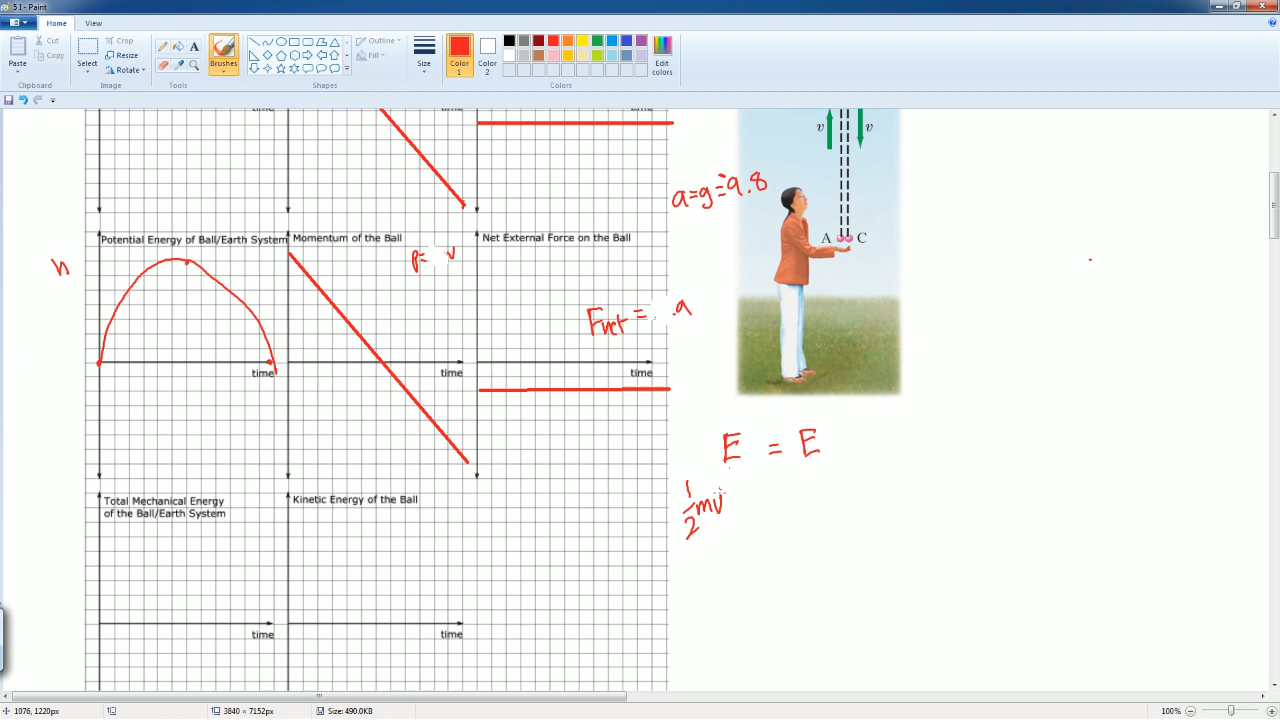 51 - Paint
Home
View
Paste
Cut
Copy
Select
Crop
Resize
Rotate
Brushes
Outline
Fill
Size
Color 1
Color 2
Edit colors
Clipboard
Image
Tools
Shapes
Colors
v
v
a=g=-9.8
A
C
Potential Energy of Ball/Earth System
Momentum of the Ball
Net External Force on the Ball
h
p= v
Fnet = .a
time
time
time
E = E
1/2 mv
Total Mechanical Energy
of the Ball/Earth System
Kinetic Energy of the Ball
time
time
1076, 1220px
3840 × 7152px
Size: 490.0KB
100%